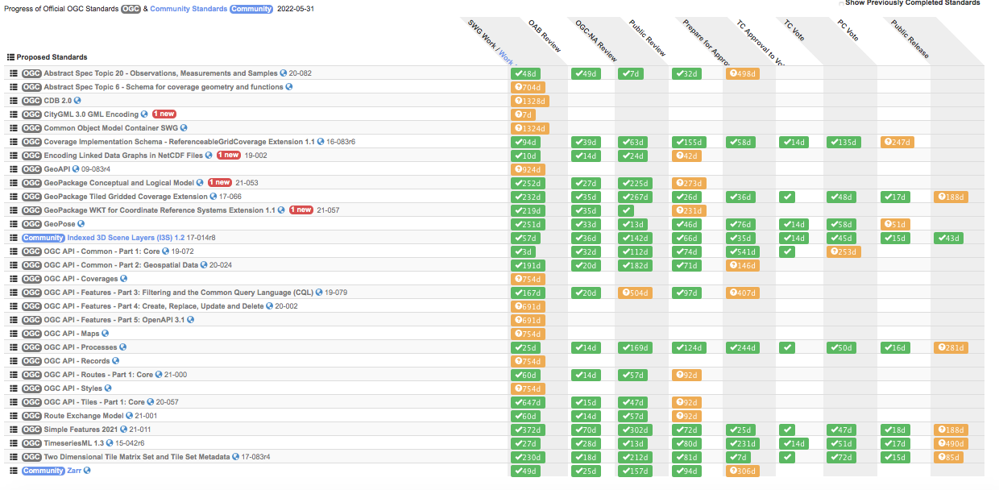 Progress of Official OGC Standards OGC & Community Standards Community 2022-05-31
Show Previously Completed Standards
SWG Work / Work
OAB Review
OGC-NA Review
Public Review
Prepare for Appro
TC Approval to Vo
TC Vote
PC Vote
Public Release
Proposed Standards
OGC Abstract Spec Topic 20 - Observations, Measurements and Samples 20-082 48d 49d 7d 32d 498d
OGC Abstract Spec Topic 6 - Schema for coverage geometry and functions 704d
OGC CDB 2.0 1328d
OGC CityGML 3.0 GML Encoding 1 new 7d
OGC Common Object Model Container SWG 1324d
OGC Coverage Implementation Schema - ReferenceableGridCoverage Extension 1.1 16-083r6 94d 39d 63d 155d 58d 14d 135d 247d
OGC Encoding Linked Data Graphs in NetCDF Files 1 new 19-002 10d 14d 24d 42d
OGC GeoAPI 09-083r4 924d
OGC GeoPackage Conceptual and Logical Model 1 new 21-053 252d 27d 225d 273d
OGC GeoPackage Tiled Gridded Coverage Extension 17-066 232d 35d 267d 26d 36d 48d 17d 188d
OGC GeoPackage WKT for Coordinate Reference Systems Extension 1.1 1 new 21-057 219d 35d 231d
OGC GeoPose 251d 33d 13d 46d 76d 14d 58d 51d
Community Indexed 3D Scene Layers (I3S) 1.2 17-014r8 57d 36d 142d 66d 35d 14d 45d 15d 43d
OGC OGC API - Common - Part 1: Core 19-072 3d 32d 112d 74d 541d 253d
OGC OGC API - Common - Part 2: Geospatial Data 20-024 191d 20d 182d 71d 146d
OGC OGC API - Coverages 754d
OGC OGC API - Features - Part 3: Filtering and the Common Query Language (CQL) 19-079 167d 20d 504d 97d 407d
OGC OGC API - Features - Part 4: Create, Replace, Update and Delete 20-002 691d
OGC OGC API - Features - Part 5: OpenAPI 3.1 691d
OGC OGC API - Maps 754d
OGC OGC API - Processes 25d 14d 169d 124d 244d 50d 16d 281d
OGC OGC API - Records 754d
OGC OGC API - Routes - Part 1: Core 21-000 60d 14d 57d 92d
OGC OGC API - Styles 754d
OGC OGC API - Tiles - Part 1: Core 20-057 647d 15d 47d 92d
OGC Route Exchange Model 21-001 60d 14d 57d 92d
OGC Simple Features 2021 21-011 372d 70d 302d 72d 25d 47d 18d 188d
OGC TimeseriesML 1.3 15-042r6 27d 28d 13d 80d 231d 14d 51d 17d 490d
OGC Two Dimensional Tile Matrix Set and Tile Set Metadata 17-083r4 230d 18d 212d 81d 7d 72d 15d 85d
Community Zarr 49d 25d 157d 94d 306d